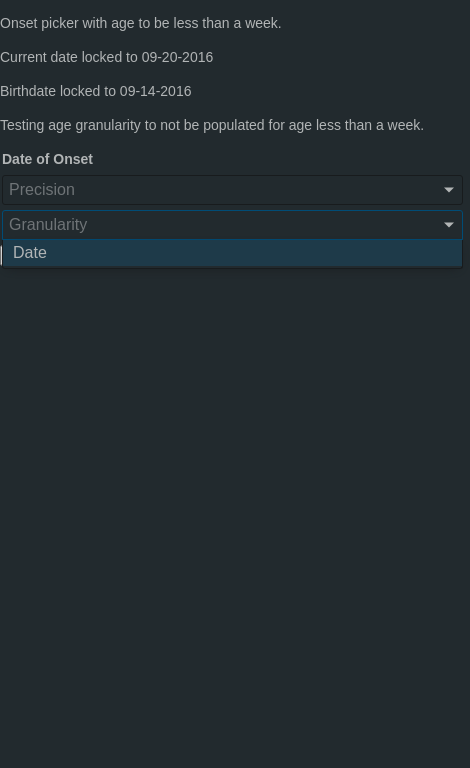 Onset picker with age to be less than a week.
Current date locked to 09-20-2016
Birthdate locked to 09-14-2016
Testing age granularity to not be populated for age less than a week.
Date of Onset
Precision
Granularity
Date